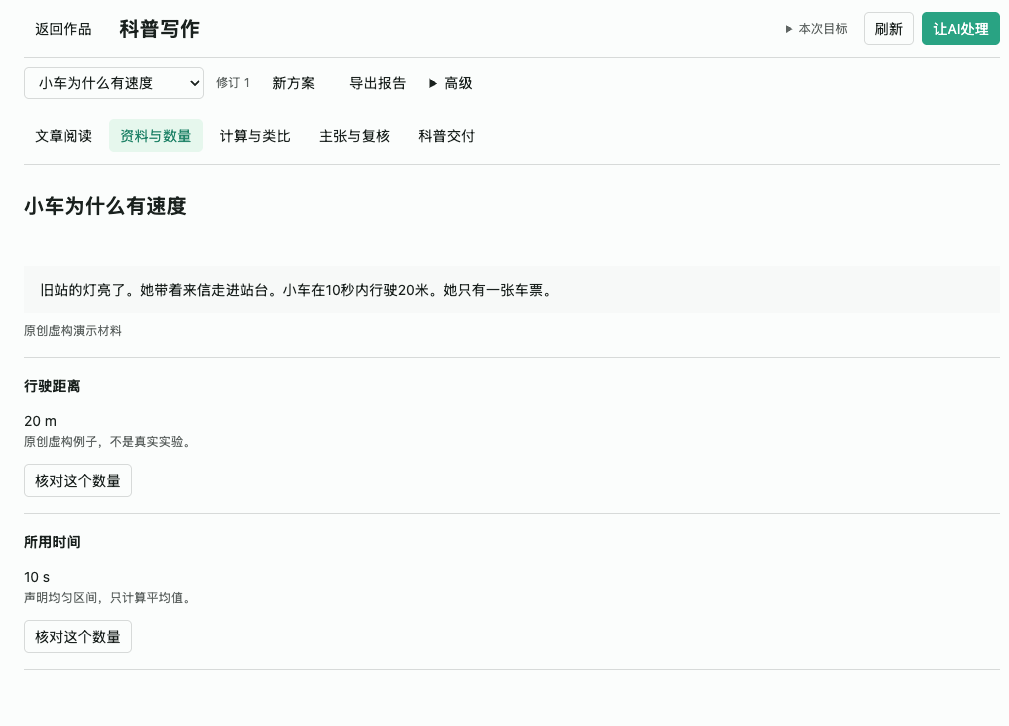 返回作品 科普写作 ▶ 本次目标 刷新 让AI处理
小车为什么有速度 修订 1 新方案 导出报告 ▶ 高级
文章阅读 资料与数量 计算与类比 主张与复核 科普交付
小车为什么有速度
旧站的灯亮了。她带着来信走进站台。小车在10秒内行驶20米。她只有一张车票。
原创虚构演示材料
行驶距离
20 m
原创虚构例子，不是真实实验。
核对这个数量
所用时间
10 s
声明均匀区间，只计算平均值。
核对这个数量